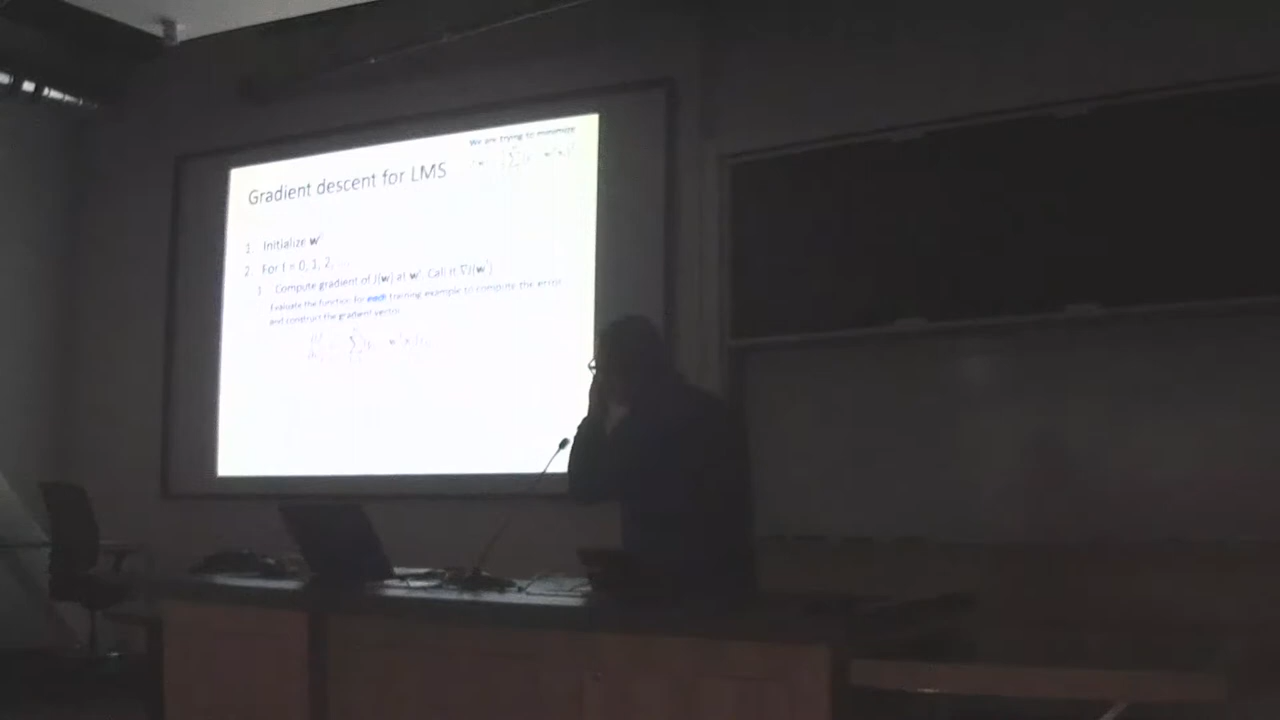 We are trying to minimize
Gradient descent for LMS
1. Initialize w
2. For t = 0, 1, 2, ...
1. Compute gradient of J(w) at wᵗ. Call it ∇J(wᵗ)
Evaluate the function for each training example to compute the error
and construct the gradient vector